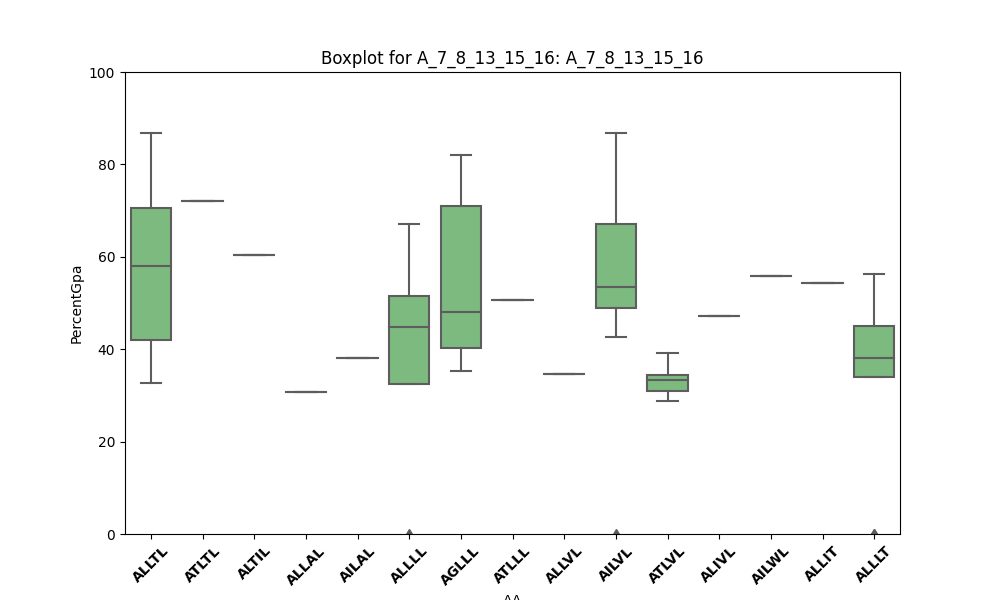 Boxplot for A_7_8_13_15_16: A_7_8_13_15_16
100
80
60
40
20
0
PercentGpa
ALLTL ATLTL ALTIL ALLAL AILAL ALLLL AGLLL ATLLL ALLVL AILVL ATLVL ALIVL AILWL ALLIT ALLLT
AA